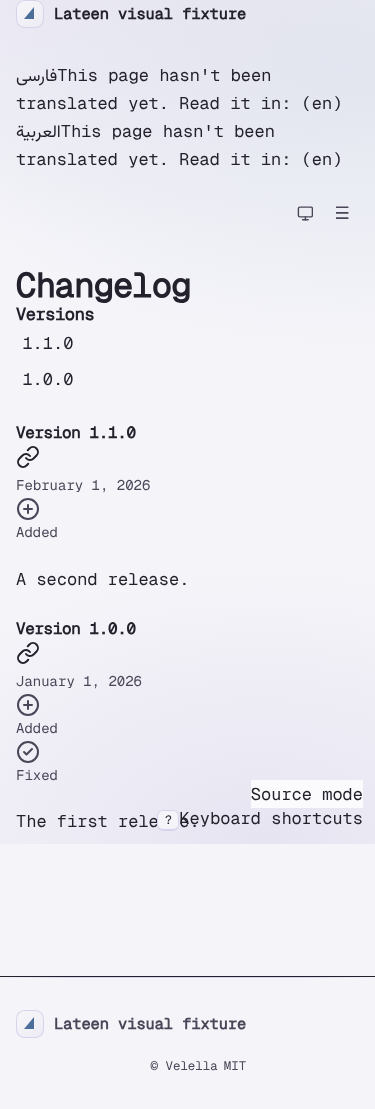 Lateen visual fixture
فارسیThis page hasn't been
translated yet. Read it in: (en)
العربيةThis page hasn't been
translated yet. Read it in: (en)
Changelog
Versions
1.1.0
1.0.0
Version 1.1.0
February 1, 2026
Added
A second release.
Version 1.0.0
January 1, 2026
Added
Fixed
Source mode
The first
? Keyboard shortcuts
Lateen visual fixture
© Velella MIT